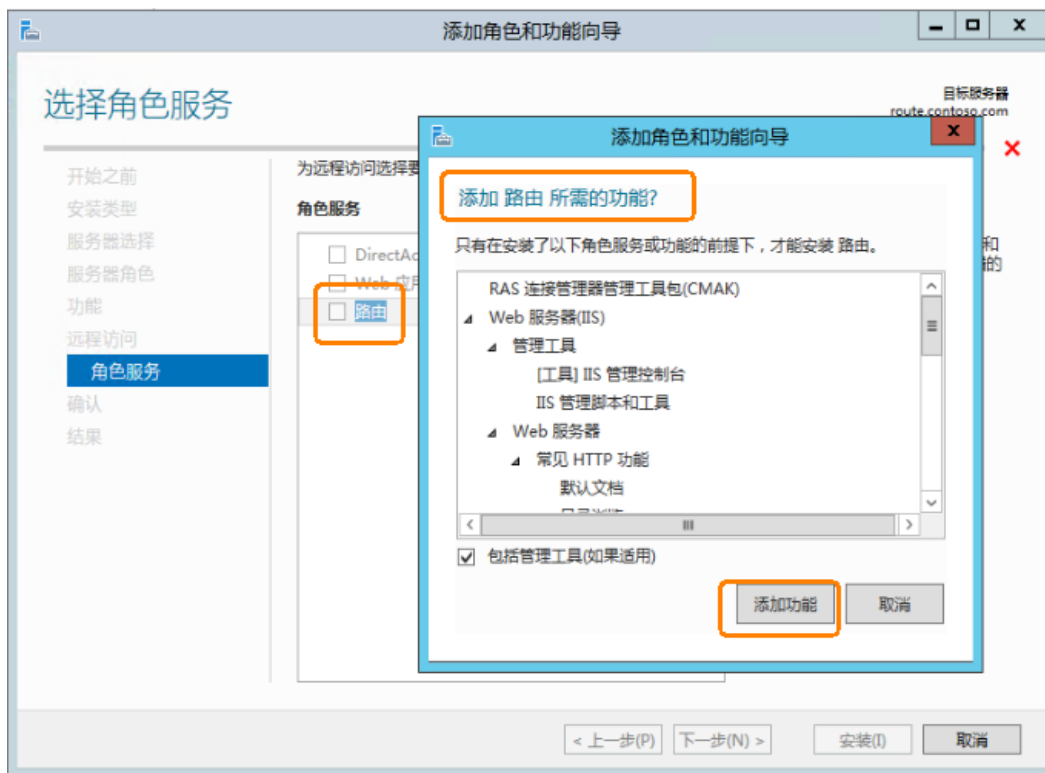 添加角色和功能向导
选择角色服务
目标服务器
route.contoso.com
开始之前
安装类型
服务器选择
服务器角色
功能
远程访问
角色服务
确认
结果
为远程访问选择要
角色服务
DirectAc
Web 应用
路由
和
的
添加角色和功能向导
添加 路由 所需的功能?
只有在安装了以下角色服务或功能的前提下，才能安装 路由。
RAS 连接管理器管理工具包(CMAK)
Web 服务器(IIS)
管理工具
[工具] IIS 管理控制台
IIS 管理脚本和工具
Web 服务器
常见 HTTP 功能
默认文档
包括管理工具(如果适用)
添加功能
取消
< 上一步(P)
下一步(N) >
安装(I)
取消